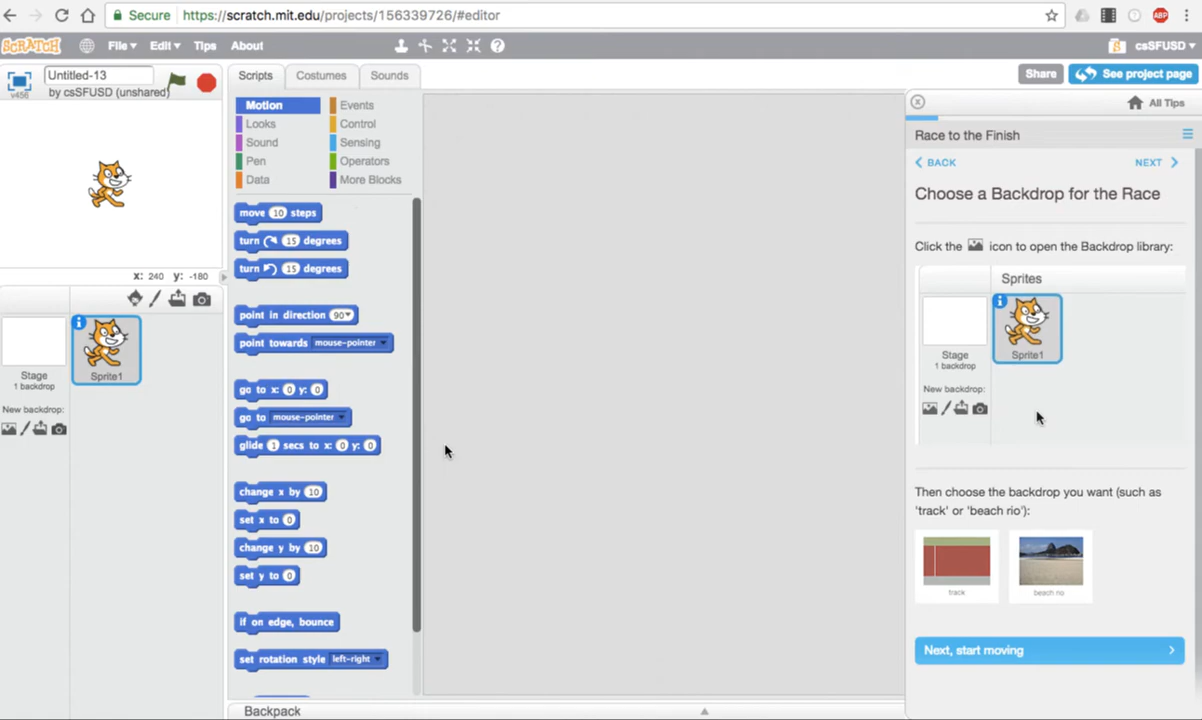 Secure https://scratch.mit.edu/projects/156339726/#editor
ABP
SCRATCH File Edit Tips About csSFUSD
Untitled-13
by csSFUSD (unshared)
v456
Scripts Costumes Sounds
Share See project page
Motion Events
Looks Control
Sound Sensing
Pen Operators
Data More Blocks
x: 240 y: -180
Stage
1 backdrop
New backdrop:
Sprite1
move 10 steps
turn 15 degrees
turn 15 degrees
point in direction 90
point towards mouse-pointer
go to x: 0 y: 0
go to mouse-pointer
glide 1 secs to x: 0 y: 0
change x by 10
set x to 0
change y by 10
set y to 0
if on edge, bounce
set rotation style left-right
Backpack
All Tips
Race to the Finish
BACK NEXT
Choose a Backdrop for the Race
Click the icon to open the Backdrop library:
Sprites
Stage
1 backdrop
New backdrop:
Sprite1
Then choose the backdrop you want (such as
'track' or 'beach rio'):
track beach rio
Next, start moving